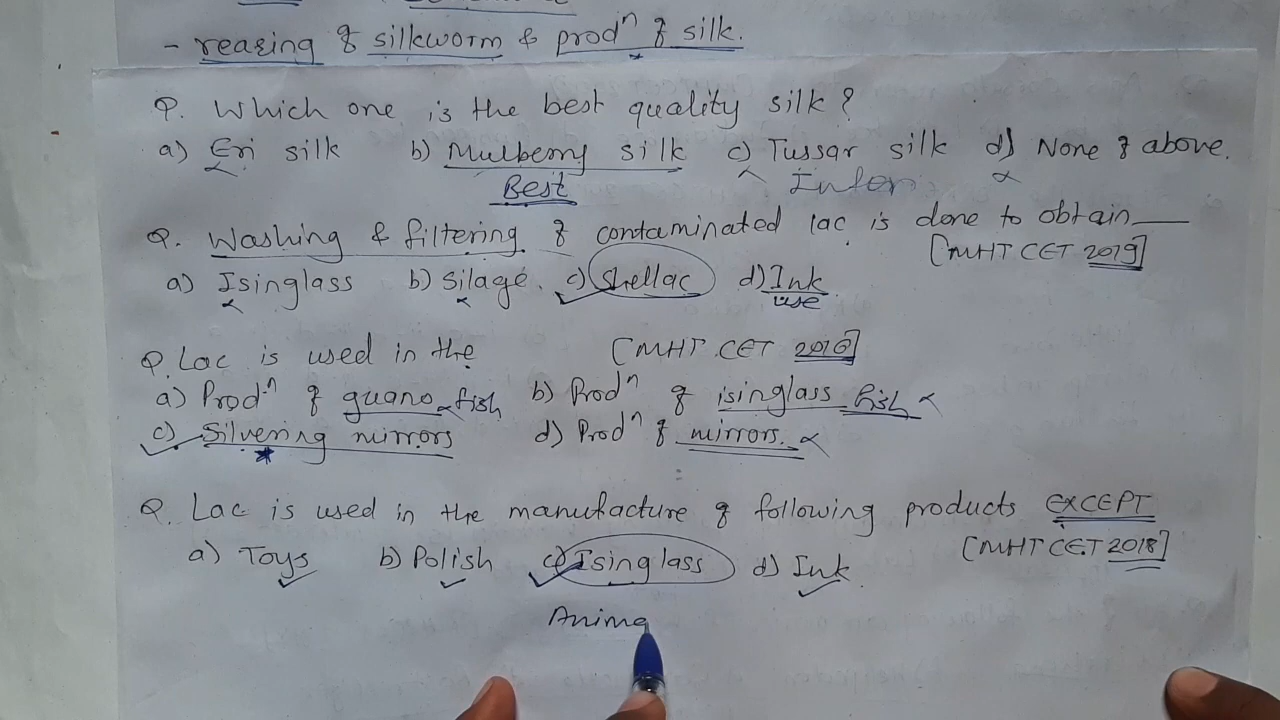 - rearing of silkworm & prodⁿ of silk.
Q. Which one is the best quality silk?
a) Eri silk b) Mulberry silk c) Tussar silk d) None of above.
Best Infer
Q. Washing & filtering of contaminated lac is done to obtain
[MHT CET 2019]
a) Isinglass b) Silage c) Shellac d) Ink
use
Q. Lac is used in the [MHT CET 2016]
a) Prodⁿ of guano fish b) Prodⁿ of isinglass fish
c) Silvering mirrors d) Prodⁿ of mirrors.
Q. Lac is used in the manufacture of following products EXCEPT
[MHT CET 2018]
a) Toys b) Polish c) Isinglass d) Ink
Anima